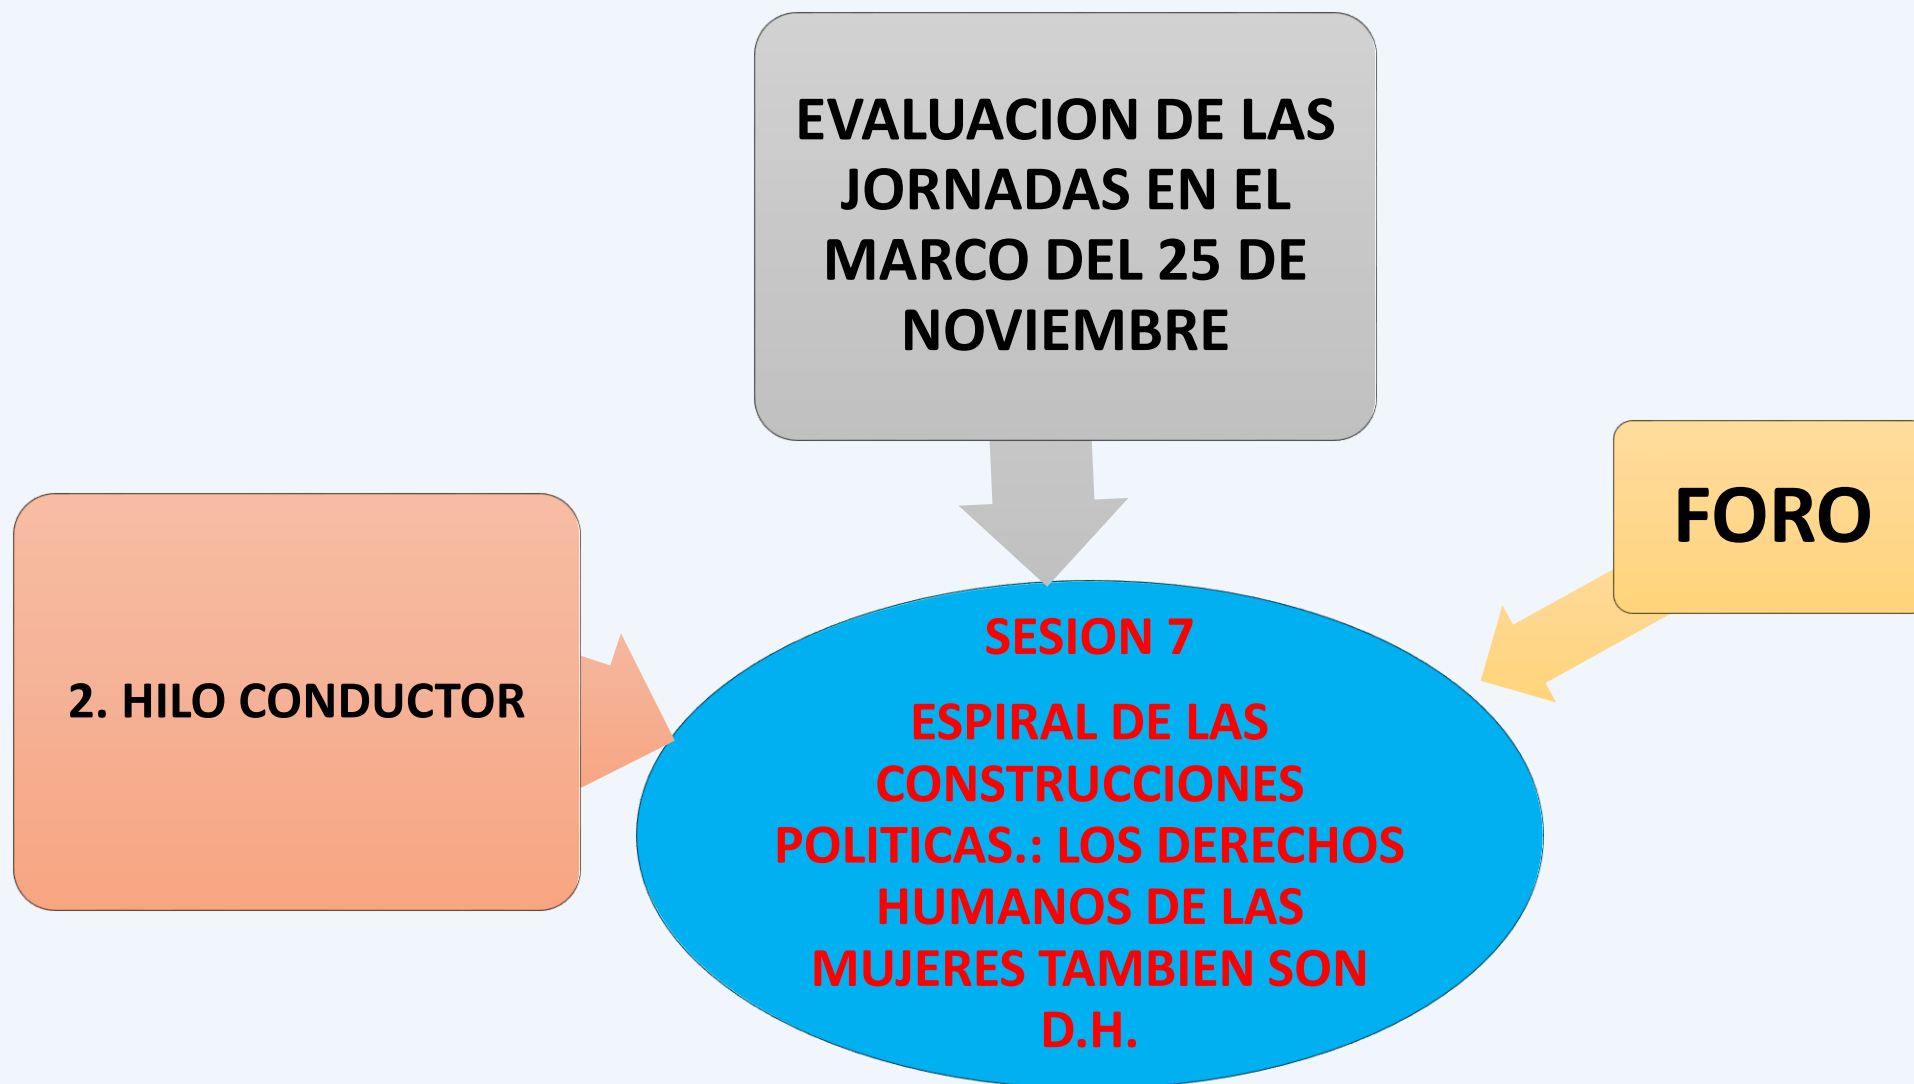 EVALUACION DE LAS
JORNADAS EN EL
MARCO DEL 25 DE
NOVIEMBRE
FORO
2. HILO CONDUCTOR
SESION 7
ESPIRAL DE LAS
CONSTRUCCIONES
POLITICAS.: LOS DERECHOS
HUMANOS DE LAS
MUJERES TAMBIEN SON
D.H.